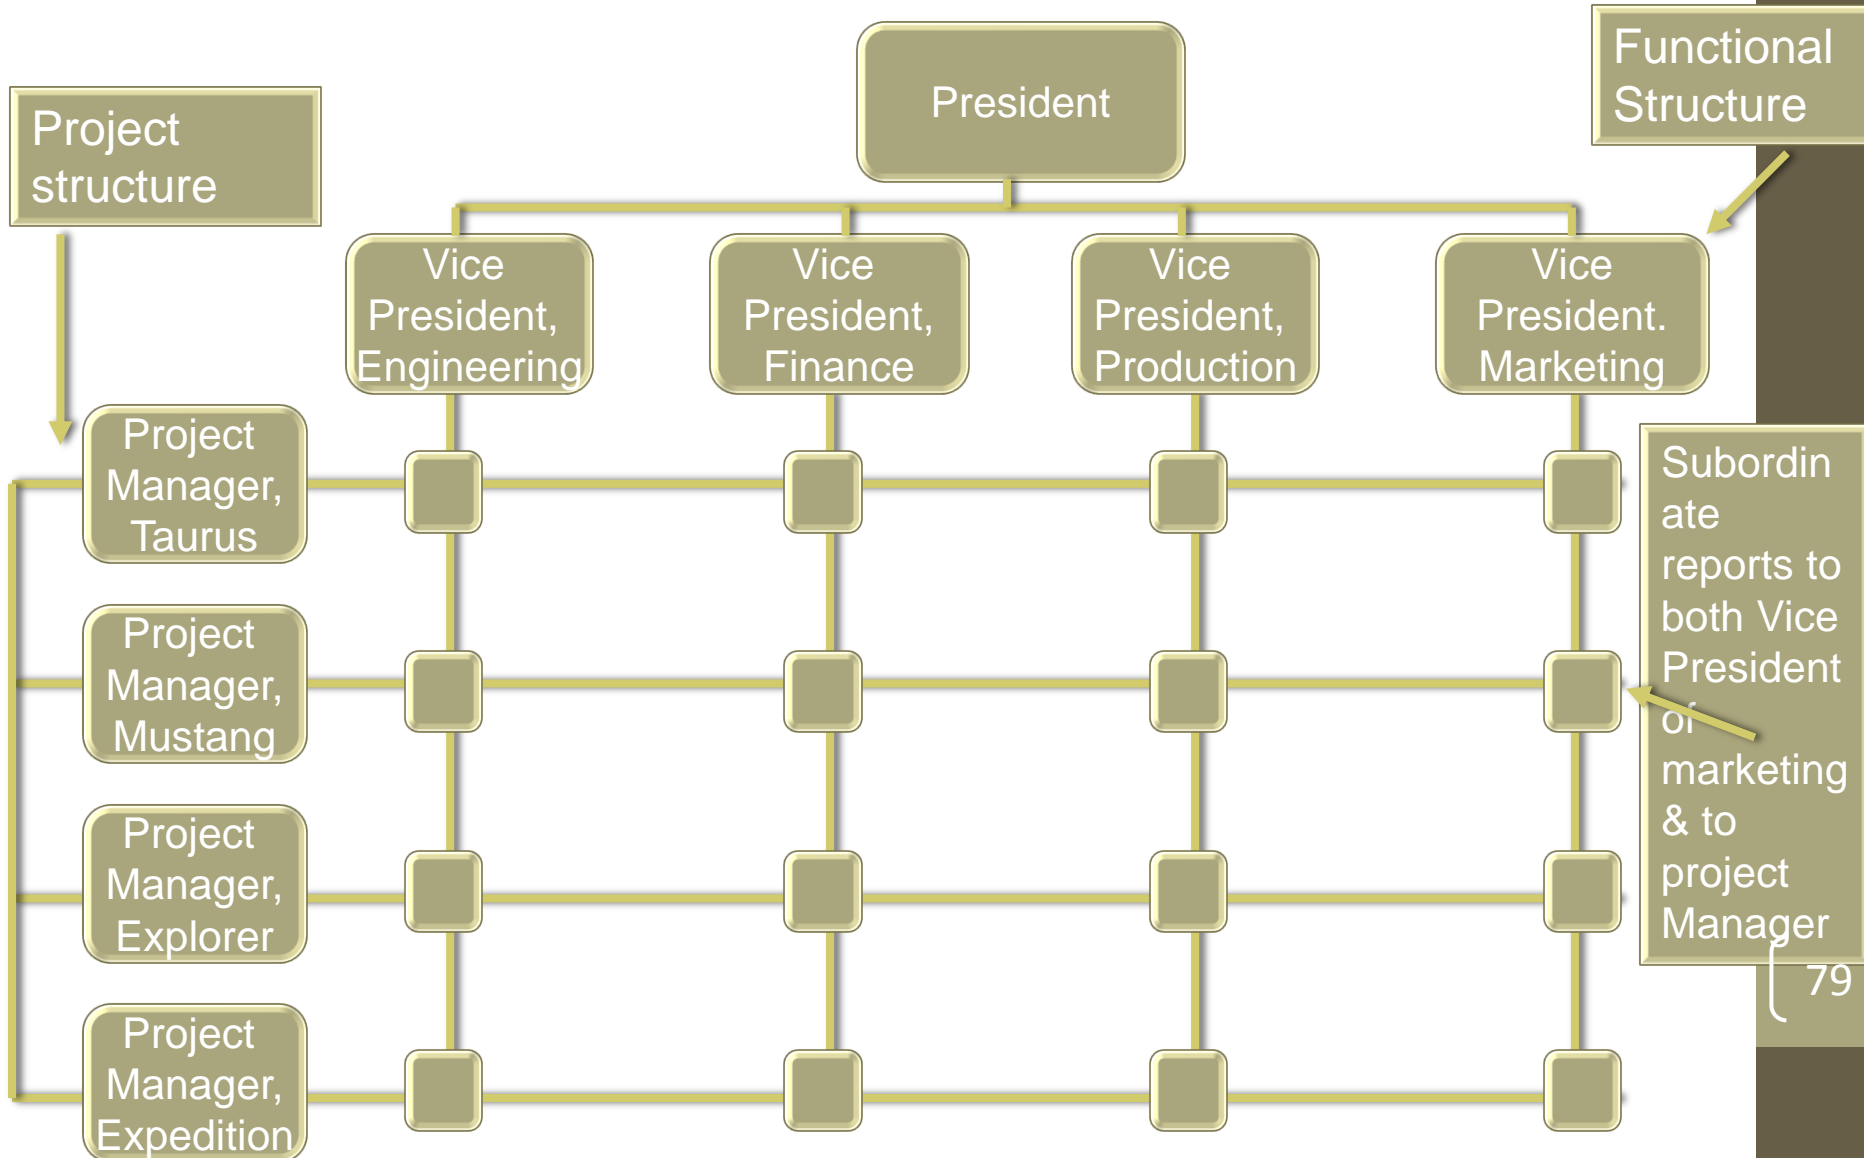 President
Functional
Structure
Project
structure
Vice
President,
Engineering
Vice
President,
Finance
Vice
President,
Production
Vice
President.
Marketing
Project
Manager,
Taurus
Project
Manager,
Mustang
Project
Manager,
Explorer
Project
Manager,
Expedition
Subordin
ate
reports to
both Vice
President
of
marketing
& to
project
Manager
79